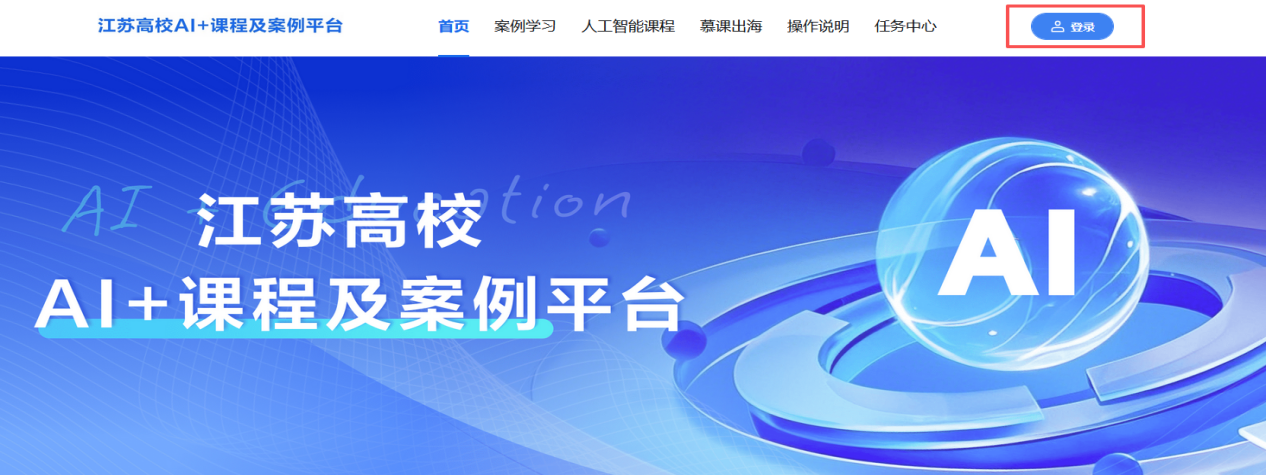 江苏高校AI+课程及案例平台
首页 案例学习 人工智能课程 慕课出海 操作说明 任务中心 登录
AI + Education
江苏高校
AI+课程及案例平台
AI